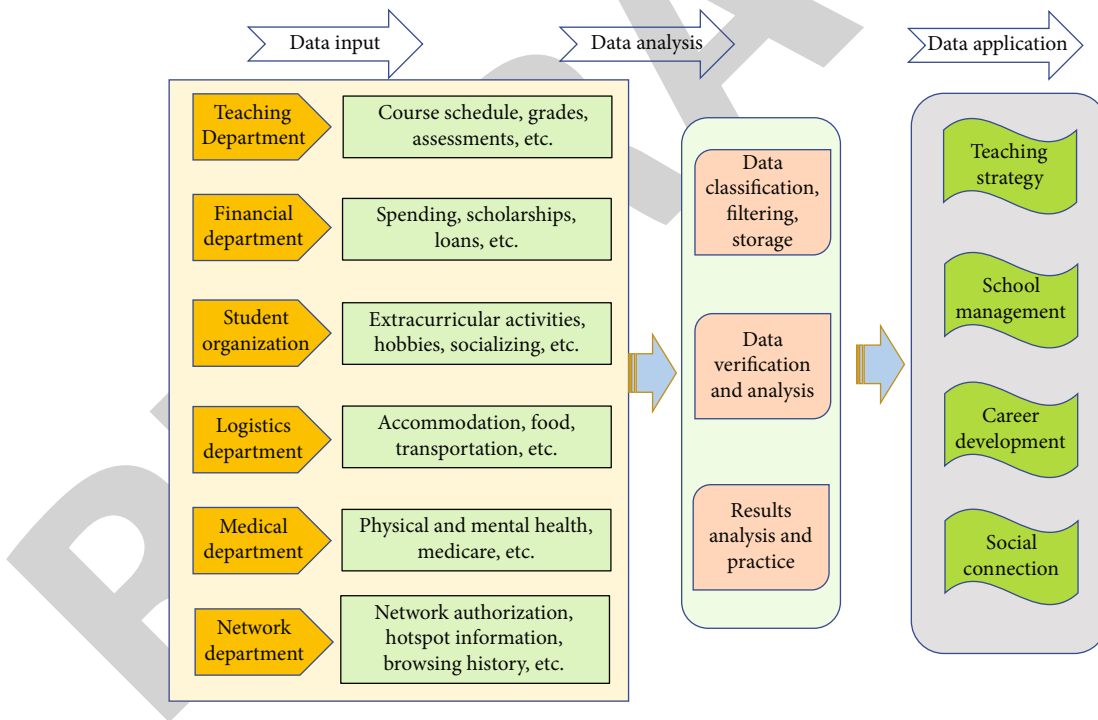 Data input
Data analysis
Data application
Teaching
Department
Course schedule, grades,
assessments, etc.
Financial
department
Spending, scholarships,
loans, etc.
Student
organization
Extracurricular activities,
hobbies, socializing, etc.
Logistics
department
Accommodation, food,
transportation, etc.
Medical
department
Physical and mental health,
medicare, etc.
Network
department
Network authorization,
hotspot information,
browsing history, etc.
Data
classification,
filtering,
storage
Data
verification
and analysis
Results
analysis and
practice
Teaching
strategy
School
management
Career
development
Social
connection